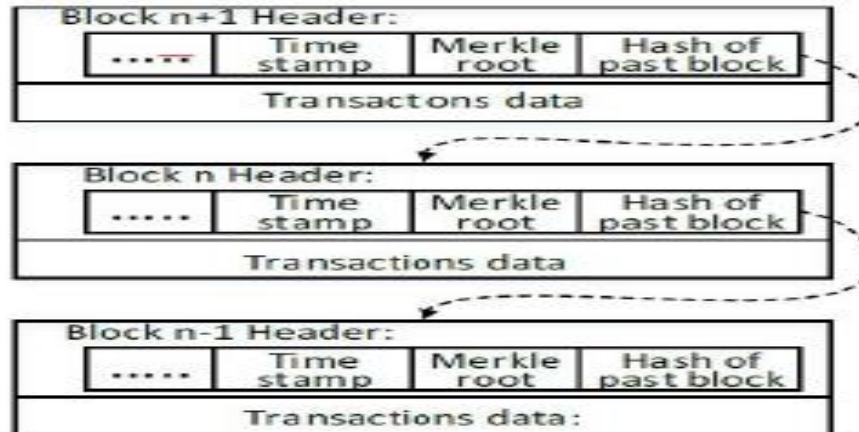 Block n+1 Header:
..... Time stamp Merkle root Hash of past block
Transactons data
Block n Header:
..... Time stamp Merkle root Hash of past block
Transactions data
Block n-1 Header:
..... Time stamp Merkle root Hash of past block
Transactions data: